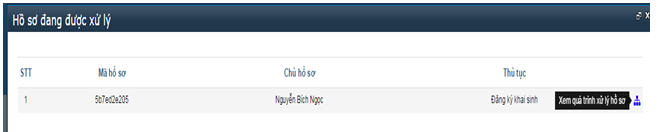 Hồ sơ đang được xử lý
STT Mã hồ sơ Chủ hồ sơ Thủ tục
1 5b7ed2e205 Nguyễn Bích Ngọc Đăng ký khai sinh Xem quá trình xử lý hồ sơ